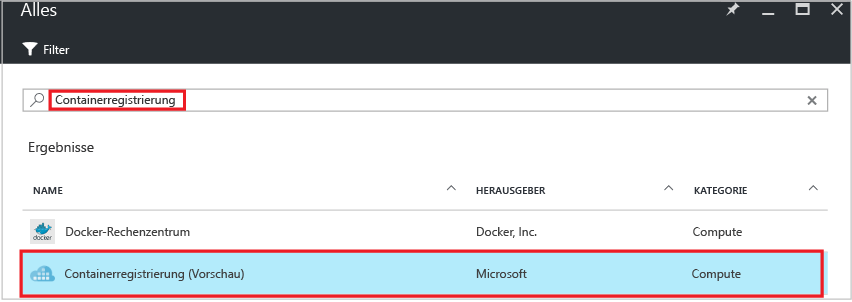 Alles
Filter
Containerregistrierung
Ergebnisse
NAME HERAUSGEBER KATEGORIE
docker Docker-Rechenzentrum Docker, Inc. Compute
Containerregistrierung (Vorschau) Microsoft Compute